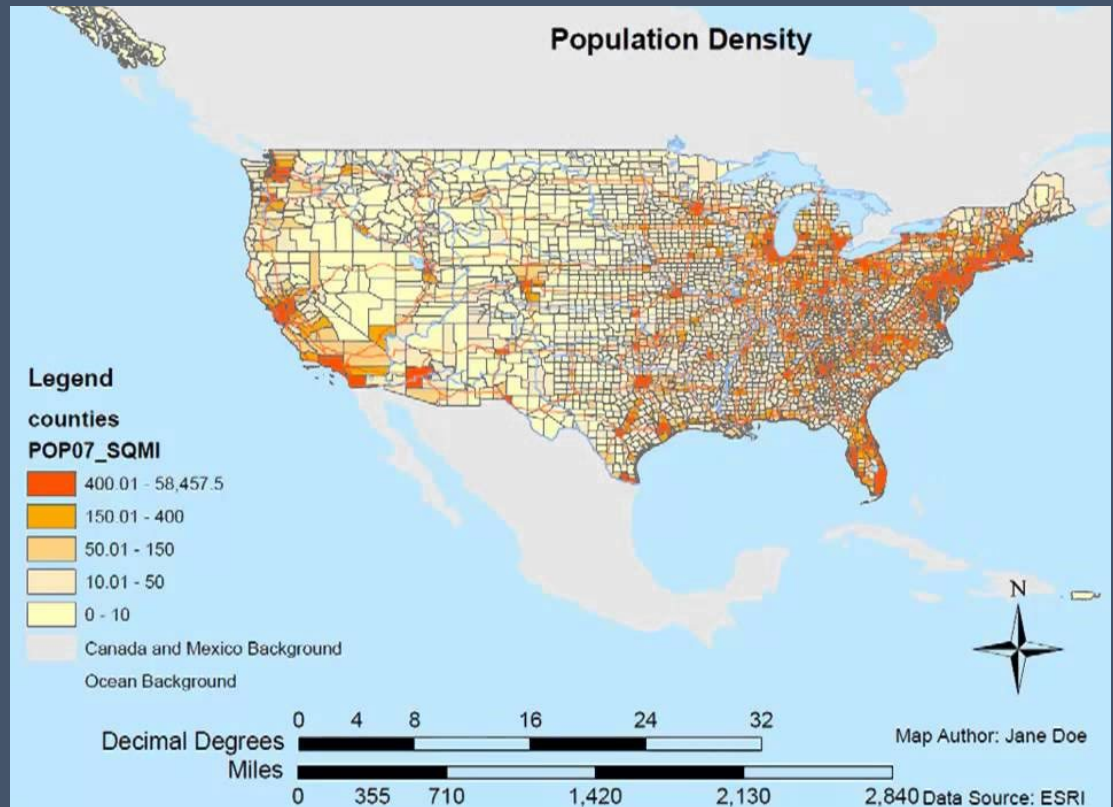 Population Density
Legend
counties
POP07_SQMI
400.01 - 58,457.5
150.01 - 400
50.01 - 150
10.01 - 50
0 - 10
Canada and Mexico Background
Ocean Background
N
0 4 8 16 24 32
Decimal Degrees
Map Author: Jane Doe
Miles
0 355 710 1,420 2,130 2,840
Data Source: ESRI